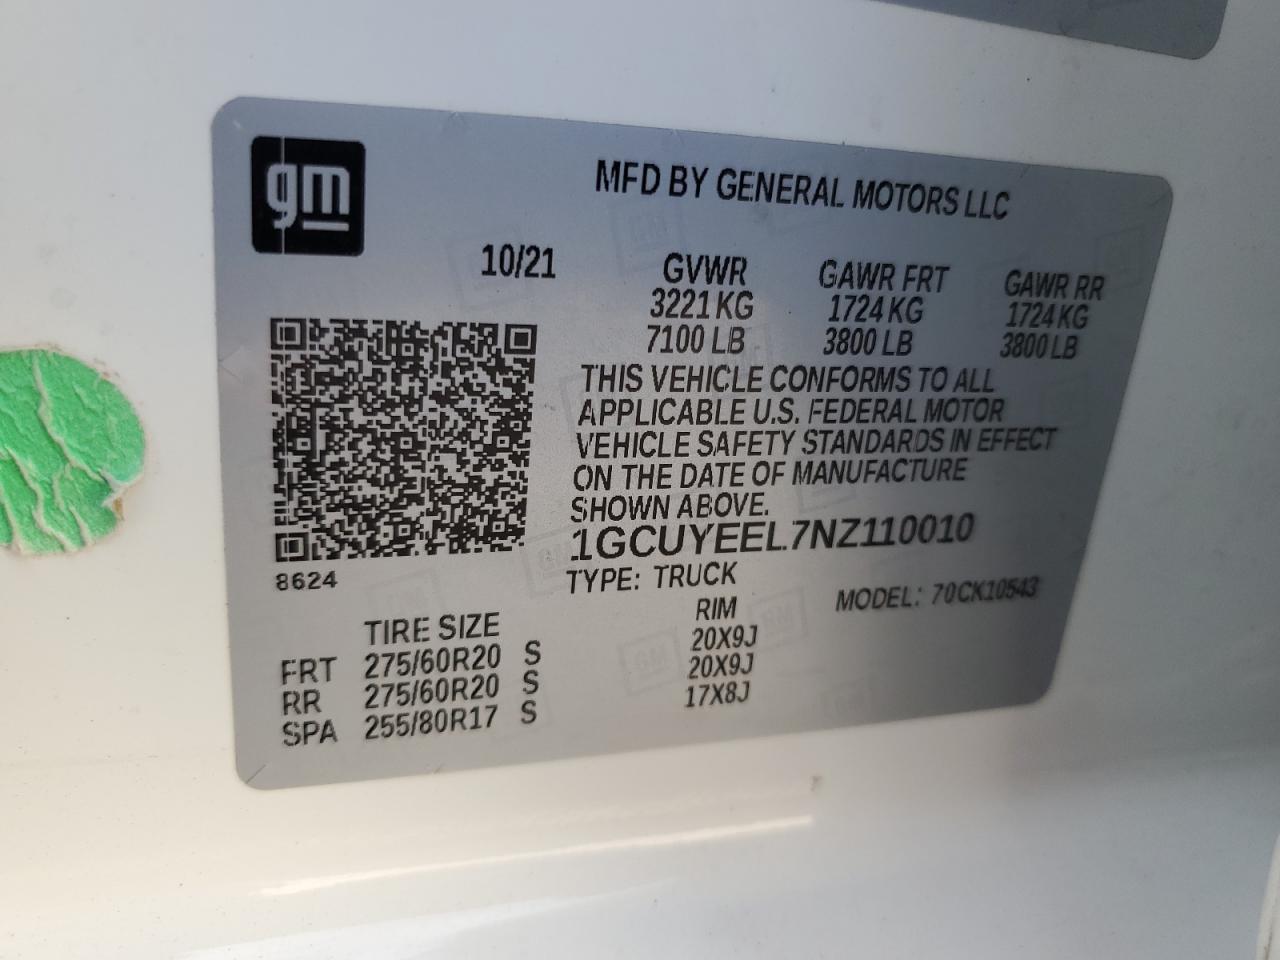 gm
MFD BY GENERAL MOTORS LLC
10/21
GVWR GAWR FRT GAWR RR
3221 KG 1724 KG 1724 KG
7100 LB 3800 LB 3800 LB
THIS VEHICLE CONFORMS TO ALL
APPLICABLE U.S. FEDERAL MOTOR
VEHICLE SAFETY STANDARDS IN EFFECT
ON THE DATE OF MANUFACTURE
SHOWN ABOVE.
1GCUYEEL7NZ110010
8624
TYPE: TRUCK MODEL: 70CK10543
TIRE SIZE RIM
FRT 275/60R20 S 20X9J
RR 275/60R20 S 20X9J
SPA 255/80R17 S 17X8J